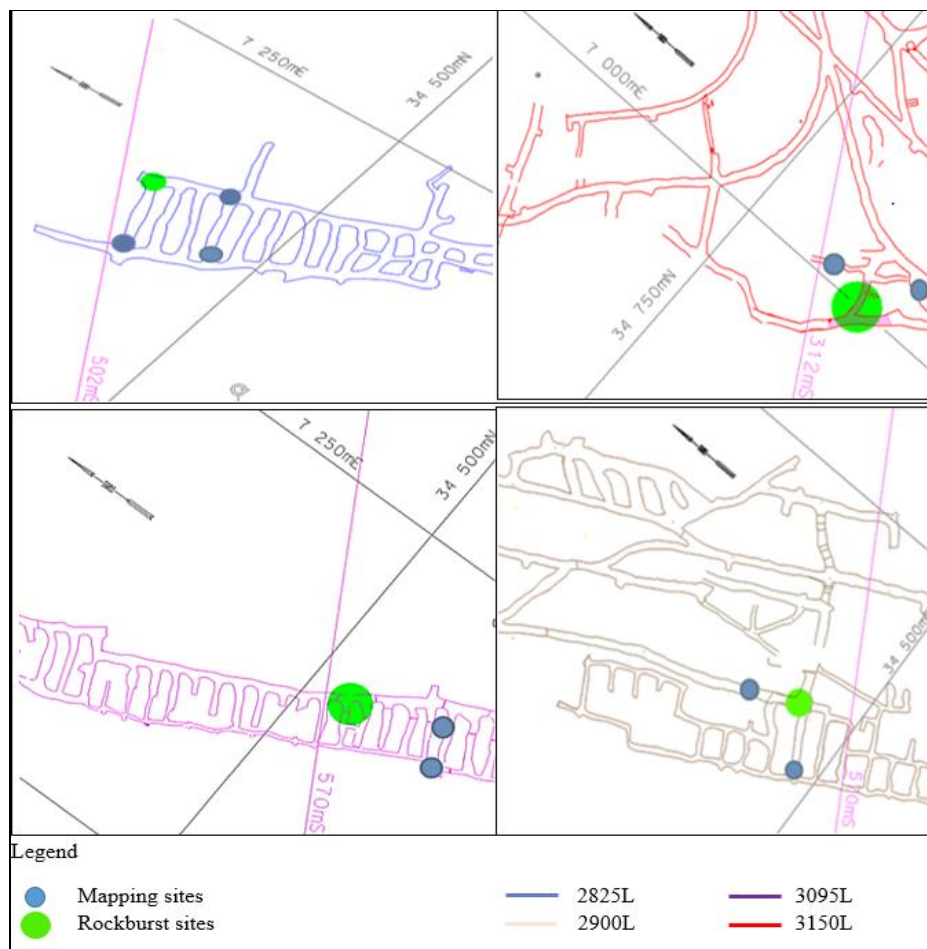 7 250mE
34 500mN
502mS
7 000mE
34 750mN
312mS
7 250mE
34 500mN
570mS
34 500mN
510mS
Legend
Mapping sites
Rockburst sites
2825L
2900L
3095L
3150L